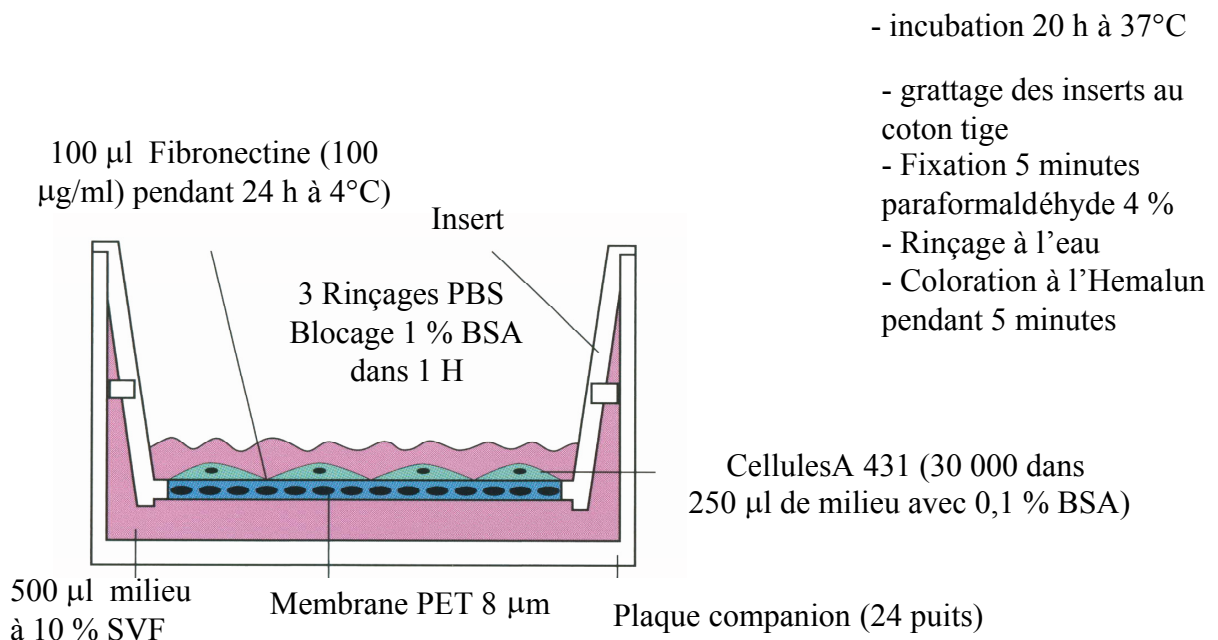 - incubation 20 h à 37°C
- grattage des inserts au
coton tige
- Fixation 5 minutes
paraformaldéhyde 4 %
- Rinçage à l'eau
- Coloration à l'Hemalun
pendant 5 minutes
100 μl Fibronectine (100
μg/ml) pendant 24 h à 4°C)
Insert
3 Rinçages PBS
Blocage 1 % BSA
dans 1 H
CellulesA 431 (30 000 dans
250 μl de milieu avec 0,1 % BSA)
500 μl milieu
à 10 % SVF
Membrane PET 8 μm
Plaque companion (24 puits)